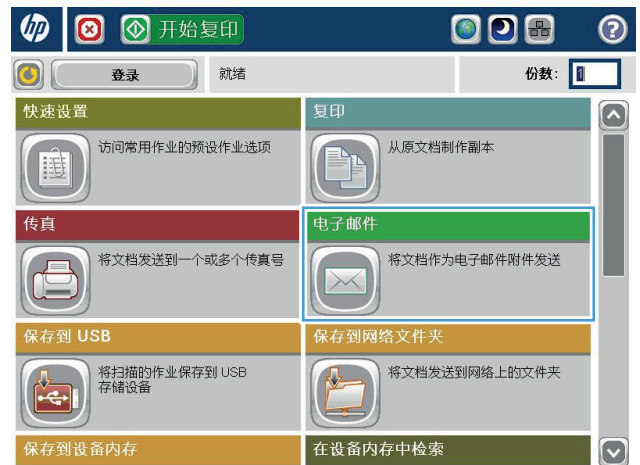 hp
开始复印
?
登录
就绪
份数：
1
快速设置
访问常用作业的预设作业选项
复印
从原文档制作副本
传真
将文档发送到一个或多个传真号
电子邮件
将文档作为电子邮件附件发送
保存到 USB
将扫描的作业保存到 USB
存储设备
保存到网络文件夹
将文档发送到网络上的文件夹
保存到设备内存
在设备内存中检索